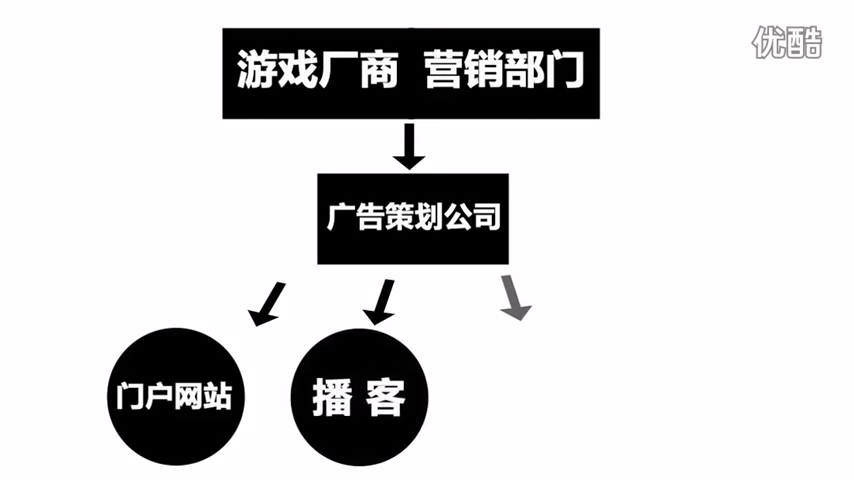 优酷
游戏厂商 营销部门
广告策划公司
门户网站
播客